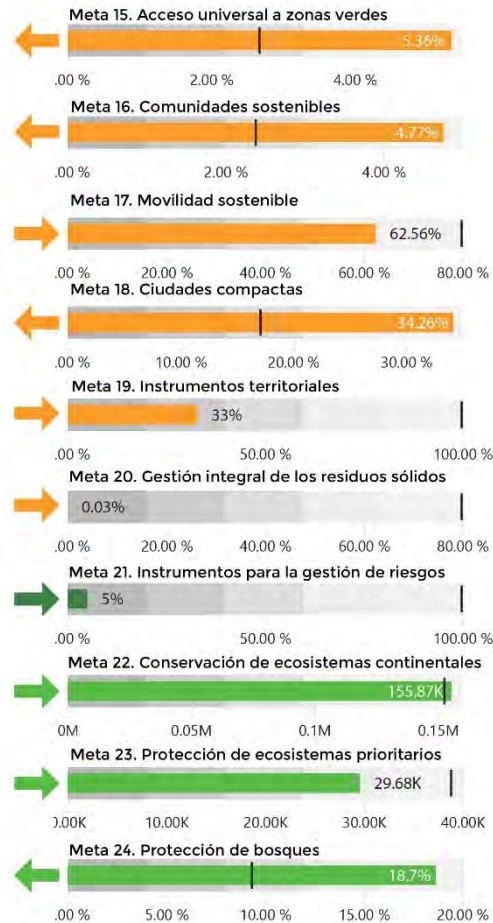 Meta 15. Acceso universal a zonas verdes
5.36%
.00 % 2.00 % 4.00 %
Meta 16. Comunidades sostenibles
4.77%
.00 % 2.00 % 4.00 %
Meta 17. Movilidad sostenible
62.56%
.00 % 20.00 % 40.00 % 60.00 % 80.00 %
Meta 18. Ciudades compactas
34.26%
.00 % 10.00 % 20.00 % 30.00 %
Meta 19. Instrumentos territoriales
33%
.00 % 50.00 % 100.00 %
Meta 20. Gestión integral de los residuos sólidos
0.03%
.00 % 20.00 % 40.00 % 60.00 % 80.00 %
Meta 21. Instrumentos para la gestión de riesgos
5%
.00 % 50.00 % 100.00 %
Meta 22. Conservación de ecosistemas continentales
155.87K
0M 0.05M 0.1M 0.15M
Meta 23. Protección de ecosistemas prioritarios
29.68K
0.00K 10.00K 20.00K 30.00K 40.00K
Meta 24. Protección de bosques
18.7%
.00 % 5.00 % 10.00 % 15.00 % 20.00 %